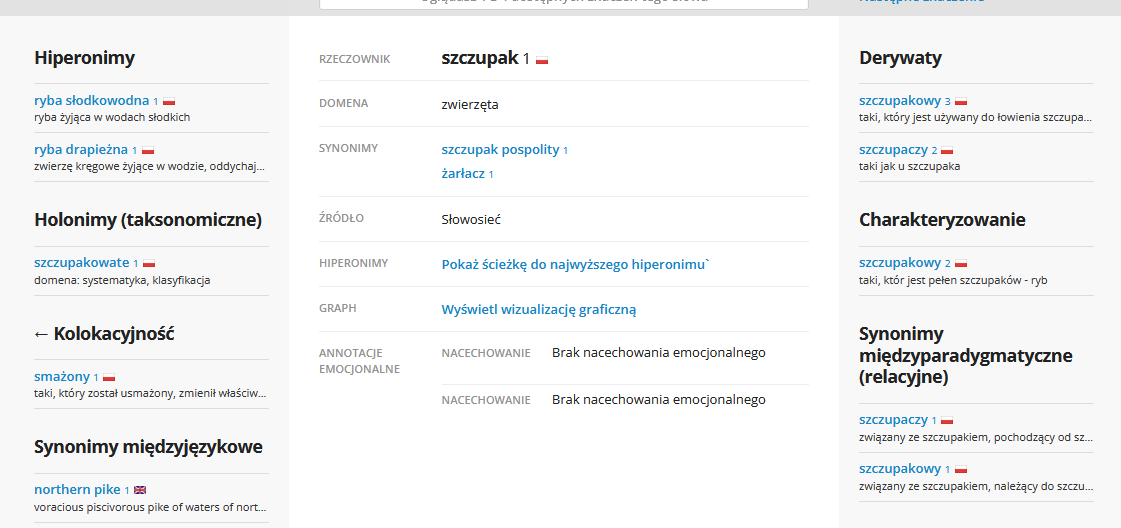 Hiperonimy
ryba słodkowodna 1
ryba żyjąca w wodach słodkich
ryba drapieżna 1
zwierzę kręgowe żyjące w wodzie, oddychaj...
Holonimy (taksonomiczne)
szczupakowate 1
domena: systematyka, klasyfikacja
← Kolokacyjność
smażony 1
taki, który został usmażony, zmienił właściw...
Synonimy międzyjęzykowe
northern pike 1
voracious piscivorous pike of waters of nort...
RZECZOWNIK szczupak 1
DOMENA zwierzęta
SYNONIMY szczupak pospolity 1
żarłacz 1
ŹRÓDŁO Słowosieć
HIPERONIMY Pokaż ścieżkę do najwyższego hiperonimu`
GRAPH Wyświetl wizualizację graficzną
ANNOTACJE EMOCJONALNE
NACECHOWANIE Brak nacechowania emocjonalnego
NACECHOWANIE Brak nacechowania emocjonalnego
Derywaty
szczupakowy 3
taki, który jest używany do łowienia szczupa...
szczupaczy 2
taki jak u szczupaka
Charakteryzowanie
szczupakowy 2
taki, któr jest pełen szczupaków - ryb
Synonimy
międzyparadygmatyczne
(relacyjne)
szczupaczy 1
związany ze szczupakiem, pochodzący od sz...
szczupakowy 1
związany ze szczupakiem, należący do szczu...